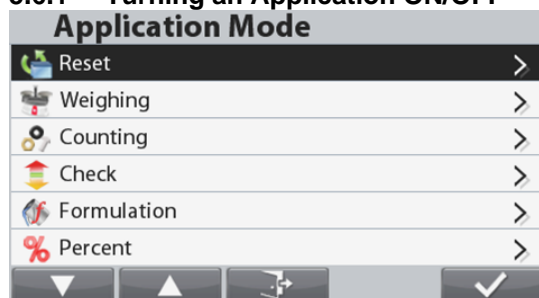 Application Mode
Reset
Weighing
Counting
Check
Formulation
Percent